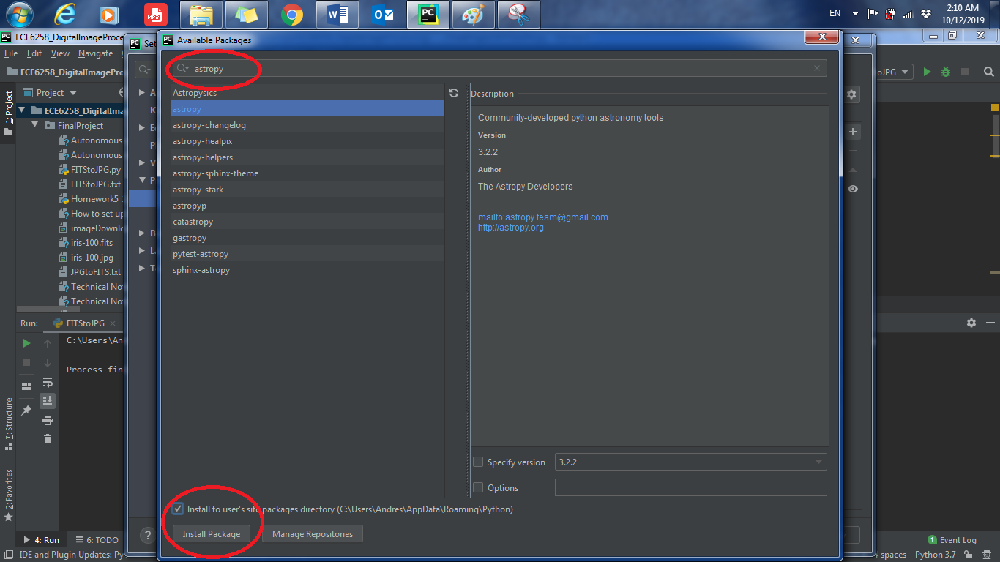 EN
2:10 AM
10/12/2019
MP3
W
PC
ECE6258_DigitalImageProce
Set
Available Packages
File Edit View Navigate
ECE6258_DigitalImagePro
oJPG
astropy
1: Project
Project
ECE6258_DigitalIma
FinalProject
Autonomous
Autonomous
FITStoJPG.py
FITStoJPG.txt
Homework5_
How to set up
imageDownlo
iris-100.fits
iris-100.jpg
JPGtoFITS.txt
Technical No
Technical No
A
K
E
P
V
P
B
L
T
Astropysics
astropy
astropy-changelog
astropy-healpix
astropy-helpers
astropy-sphinx-theme
astropy-stark
astropyp
catastropy
gastropy
pytest-astropy
sphinx-astropy
Description
Community-developed python astronomy tools
Version
3.2.2
Author
The Astropy Developers
mailto:astropy.team@gmail.com
http://astropy.org
Specify version 3.2.2
Options
Install to user's site packages directory (C:\Users\Andres\AppData\Roaming\Python)
Install Package Manage Repositories
?
Run: FITStoJPG
C:\Users\An
Process fin
7: Structure
2: Favorites
4: Run 6: TODO
1 Event Log
IDE and Plugin Updates: Py
4 spaces Python 3.7